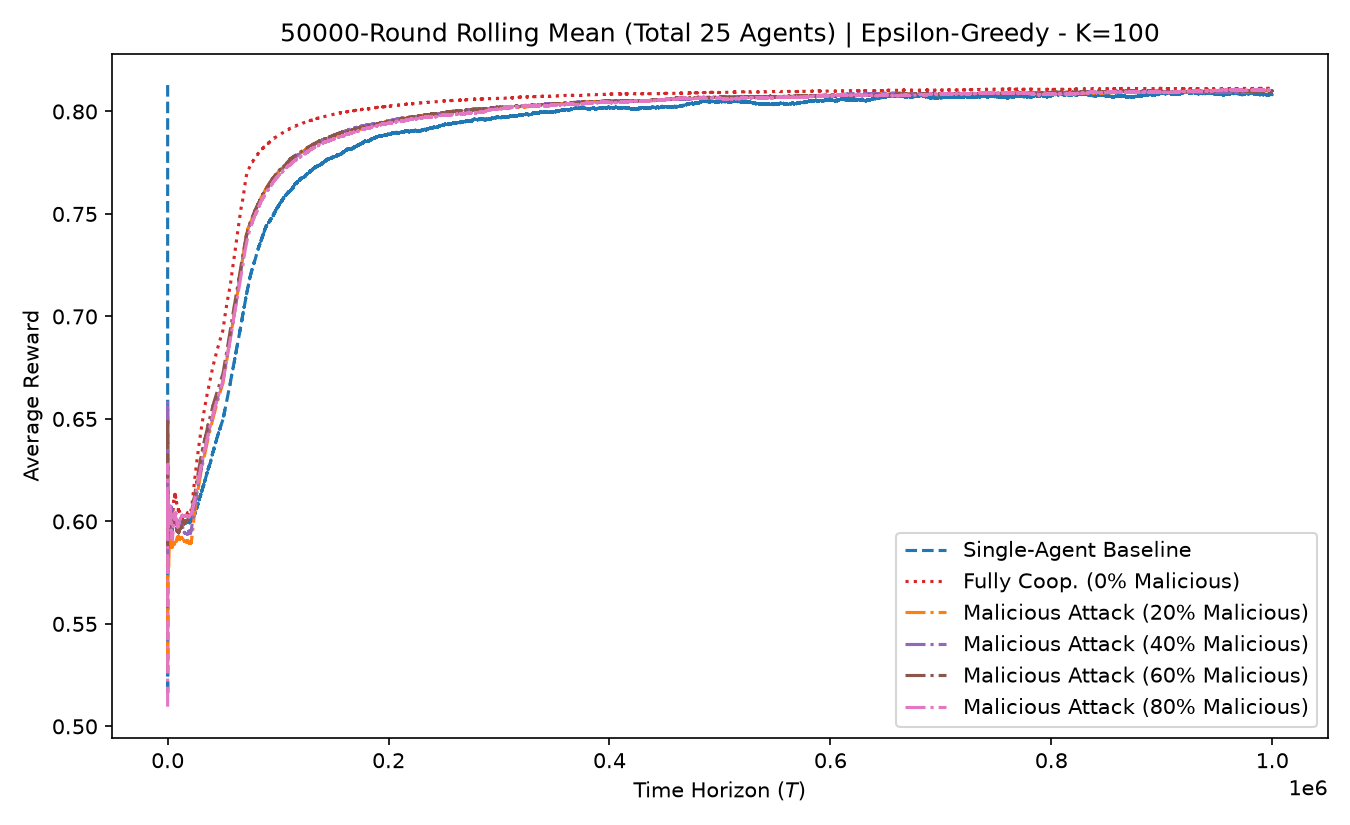 50000-Round Rolling Mean (Total 25 Agents) | Epsilon-Greedy - K=100
Average Reward
0.80
0.75
0.70
0.65
0.60
0.55
0.50
Single-Agent Baseline
Fully Coop. (0% Malicious)
Malicious Attack (20% Malicious)
Malicious Attack (40% Malicious)
Malicious Attack (60% Malicious)
Malicious Attack (80% Malicious)
0.0 0.2 0.4 0.6 0.8 1.0
1e6
Time Horizon (T)